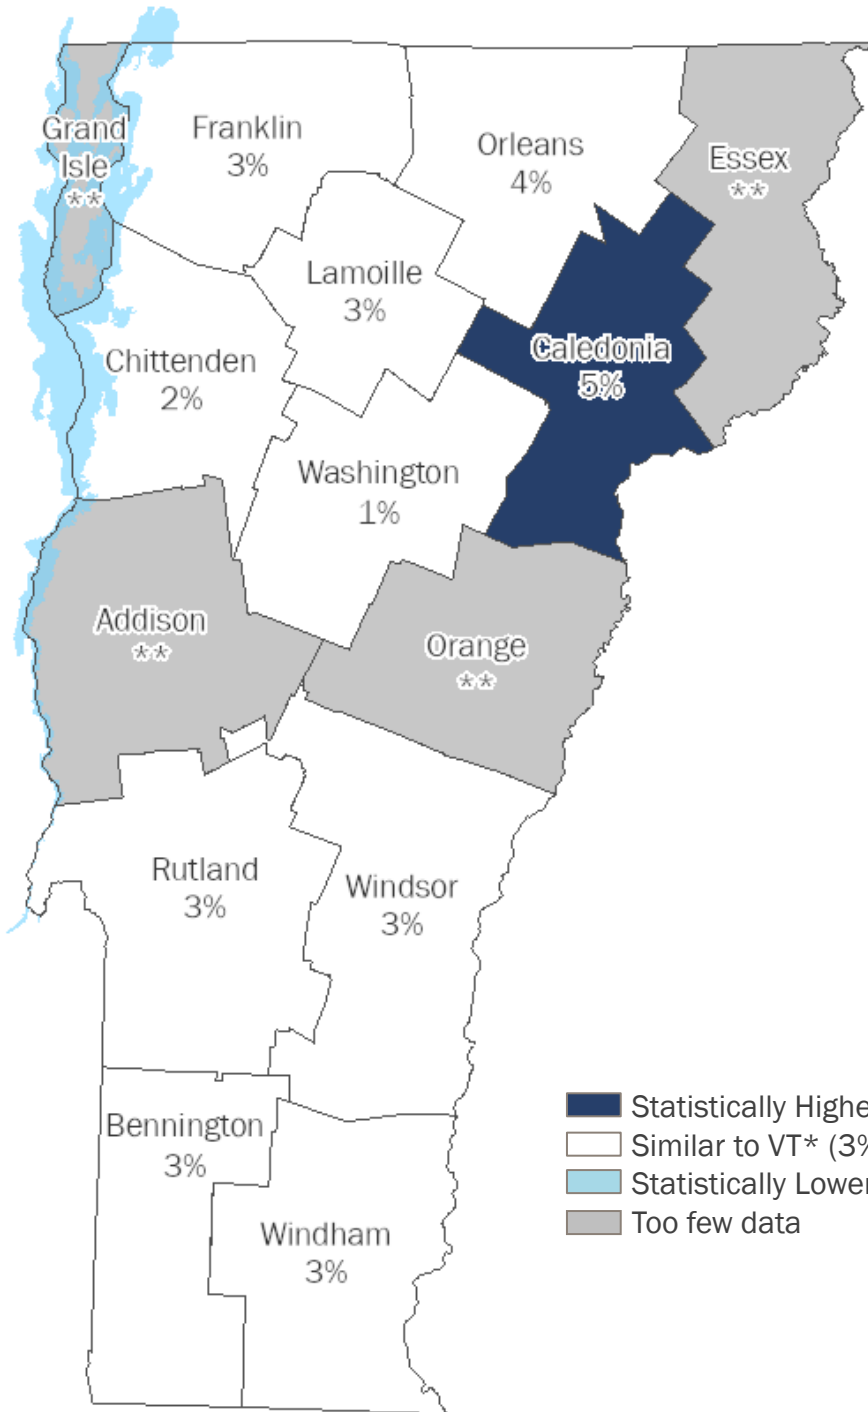 Grand
Isle
**
Franklin
3%
Orleans
4%
Essex
**
Lamoille
3%
Chittenden
2%
Caledonia
5%
Washington
1%
Addison
**
Orange
**
Rutland
3%
Windsor
3%
Bennington
3%
Windham
3%
Statistically Highe
Similar to VT* (3%
Statistically Lower
Too few data